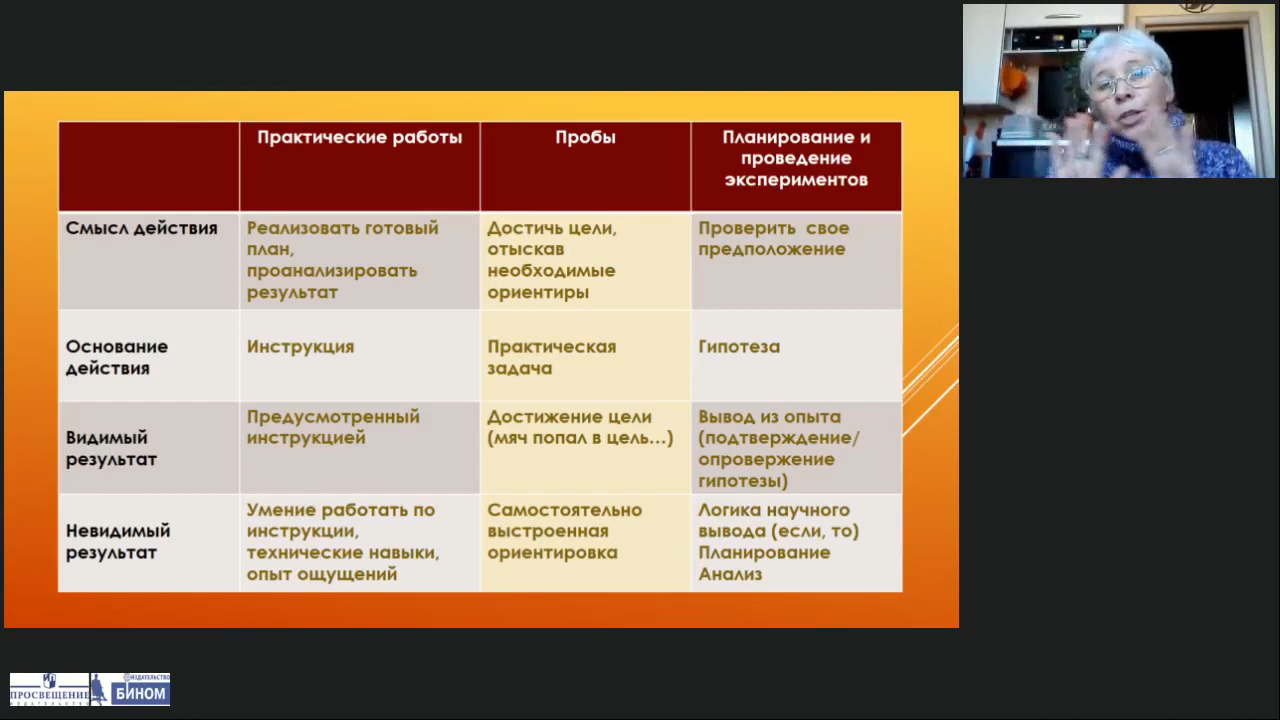 Практические работы
Пробы
Планирование и
проведение
экспериментов
Смысл действия
Реализовать готовый
план,
проанализировать
результат
Достичь цели,
отыскав
необходимые
ориентиры
Проверить свое
предположение
Основание
действия
Инструкция
Практическая
задача
Гипотеза
Видимый
результат
Предусмотренный
инструкцией
Достижение цели
(мяч попал в цель...)
Вывод из опыта
(подтверждение/
опровержение
гипотезы)
Невидимый
результат
Умение работать по
инструкции,
технические навыки,
опыт ощущений
Самостоятельно
выстроенная
ориентировка
Логика научного
вывода (если, то)
Планирование
Анализ
ПРОСВЕЩЕНИЕ
ИЗДАТЕЛЬСТВО
ИЗДАТЕЛЬСТВО
БИНОМ